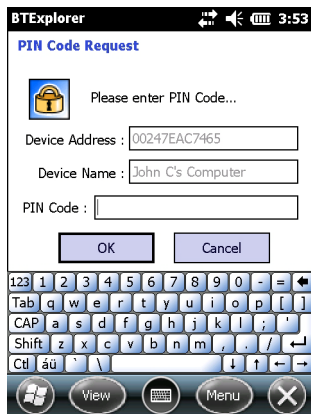 BTExplorer 3:53
PIN Code Request
Please enter PIN Code...
Device Address : 00247EAC7465
Device Name : John C's Computer
PIN Code :
OK Cancel
123 1 2 3 4 5 6 7 8 9 0 - =
Tab q w e r t y u i o p [ ]
CAP a s d f g h j k l ; '
Shift z x c v b n m , . /
Ctl áü ` \
View Menu